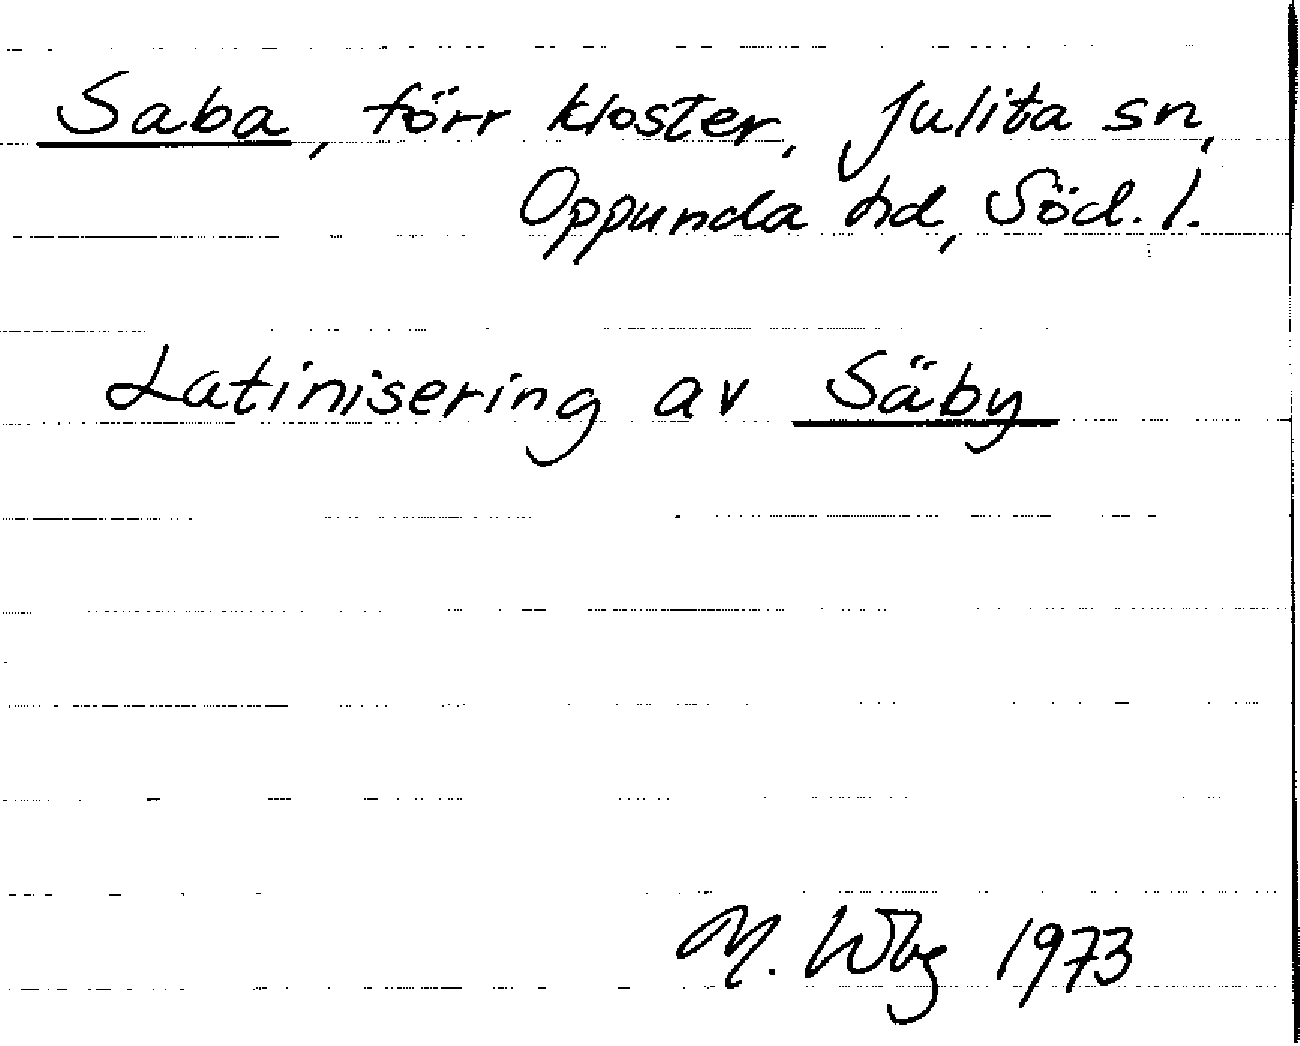 Saba, förr kloster, Julita sn,
Oppunda hd, Söd. l.
Latinisering av Säby
M. Wbg 1973